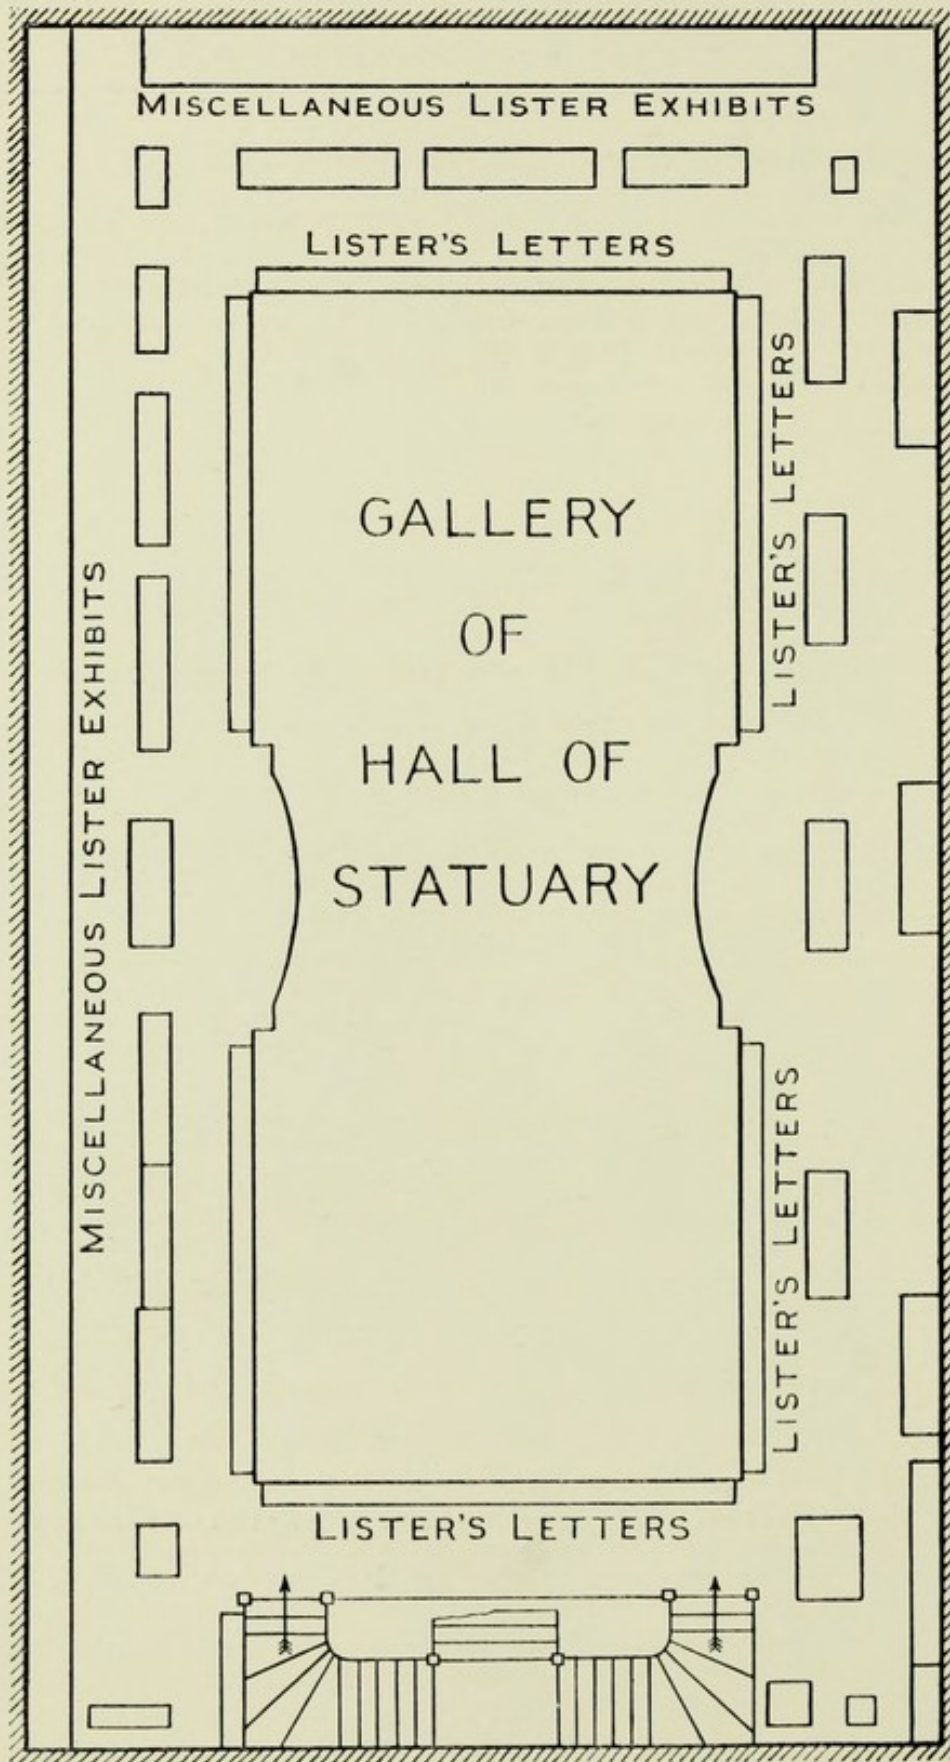 MISCELLANEOUS LISTER EXHIBITS
LISTER'S LETTERS
LISTER'S LETTERS
GALLERY
OF
HALL OF
STATUARY
MISCELLANEOUS LISTER EXHIBITS
LISTER'S LETTERS
LISTER'S LETTERS